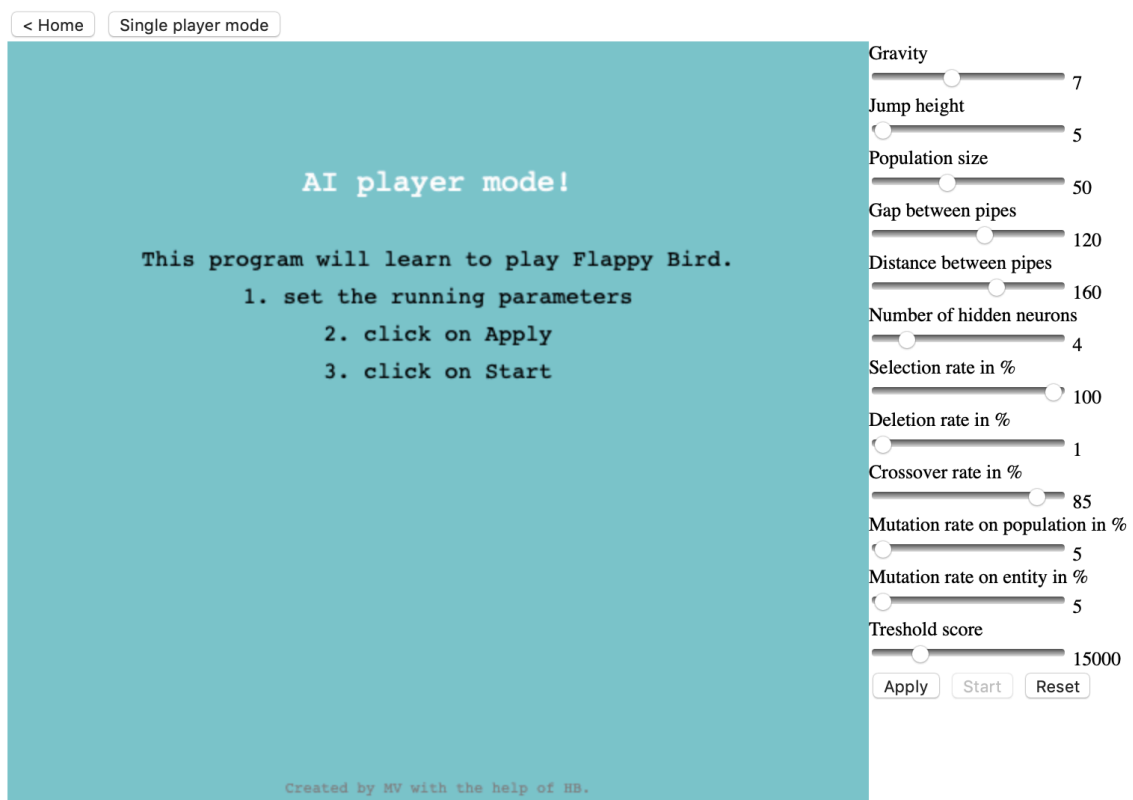 < Home
Single player mode
AI player mode!
This program will learn to play Flappy Bird.
1. set the running parameters
2. click on Apply
3. click on Start
Created by MV with the help of HB.
Gravity
7
Jump height
5
Population size
50
Gap between pipes
120
Distance between pipes
160
Number of hidden neurons
4
Selection rate in %
100
Deletion rate in %
1
Crossover rate in %
85
Mutation rate on population in %
5
Mutation rate on entity in %
5
Treshold score
15000
Apply
Start
Reset